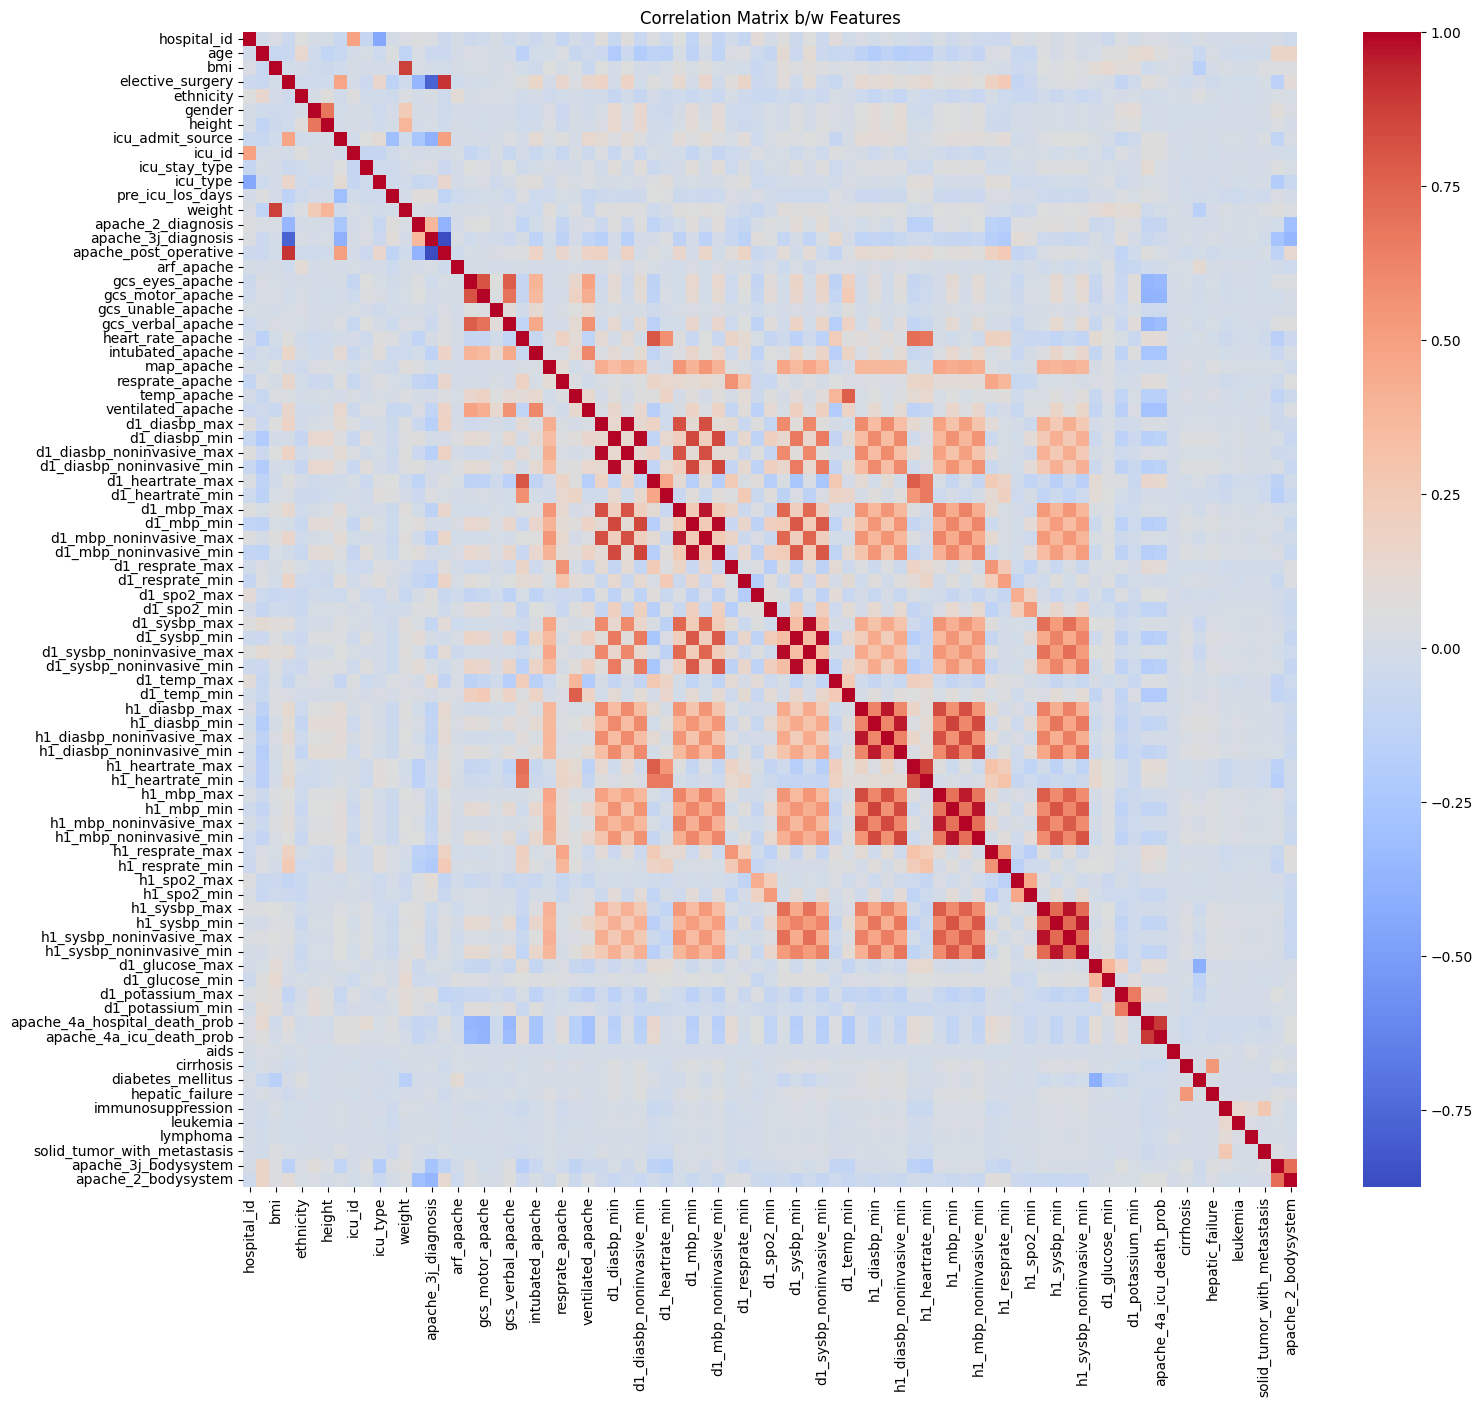 Correlation Matrix b/w Features
hospital_id
age
bmi
elective_surgery
ethnicity
gender
height
icu_admit_source
icu_id
icu_stay_type
icu_type
pre_icu_los_days
weight
apache_2_diagnosis
apache_3j_diagnosis
apache_post_operative
arf_apache
gcs_eyes_apache
gcs_motor_apache
gcs_unable_apache
gcs_verbal_apache
heart_rate_apache
intubated_apache
map_apache
resprate_apache
temp_apache
ventilated_apache
d1_diasbp_max
d1_diasbp_min
d1_diasbp_noninvasive_max
d1_diasbp_noninvasive_min
d1_heartrate_max
d1_heartrate_min
d1_mbp_max
d1_mbp_min
d1_mbp_noninvasive_max
d1_mbp_noninvasive_min
d1_resprate_max
d1_resprate_min
d1_spo2_max
d1_spo2_min
d1_sysbp_max
d1_sysbp_min
d1_sysbp_noninvasive_max
d1_sysbp_noninvasive_min
d1_temp_max
d1_temp_min
h1_diasbp_max
h1_diasbp_min
h1_diasbp_noninvasive_max
h1_diasbp_noninvasive_min
h1_heartrate_max
h1_heartrate_min
h1_mbp_max
h1_mbp_min
h1_mbp_noninvasive_max
h1_mbp_noninvasive_min
h1_resprate_max
h1_resprate_min
h1_spo2_max
h1_spo2_min
h1_sysbp_max
h1_sysbp_min
h1_sysbp_noninvasive_max
h1_sysbp_noninvasive_min
d1_glucose_max
d1_glucose_min
d1_potassium_max
d1_potassium_min
apache_4a_hospital_death_prob
apache_4a_icu_death_prob
aids
cirrhosis
diabetes_mellitus
hepatic_failure
immunosuppression
leukemia
lymphoma
solid_tumor_with_metastasis
apache_3j_bodysystem
apache_2_bodysystem
hospital_id
bmi
ethnicity
height
icu_id
icu_type
weight
apache_3j_diagnosis
arf_apache
gcs_motor_apache
gcs_verbal_apache
intubated_apache
resprate_apache
ventilated_apache
d1_diasbp_min
d1_diasbp_noninvasive_min
d1_heartrate_min
d1_mbp_min
d1_mbp_noninvasive_min
d1_resprate_min
d1_spo2_min
d1_sysbp_min
d1_sysbp_noninvasive_min
d1_temp_min
h1_diasbp_min
h1_diasbp_noninvasive_min
h1_heartrate_min
h1_mbp_min
h1_mbp_noninvasive_min
h1_resprate_min
h1_spo2_min
h1_sysbp_min
h1_sysbp_noninvasive_min
d1_glucose_min
d1_potassium_min
apache_4a_icu_death_prob
cirrhosis
hepatic_failure
leukemia
solid_tumor_with_metastasis
apache_2_bodysystem
1.00
0.75
0.50
0.25
0.00
−0.25
−0.50
−0.75